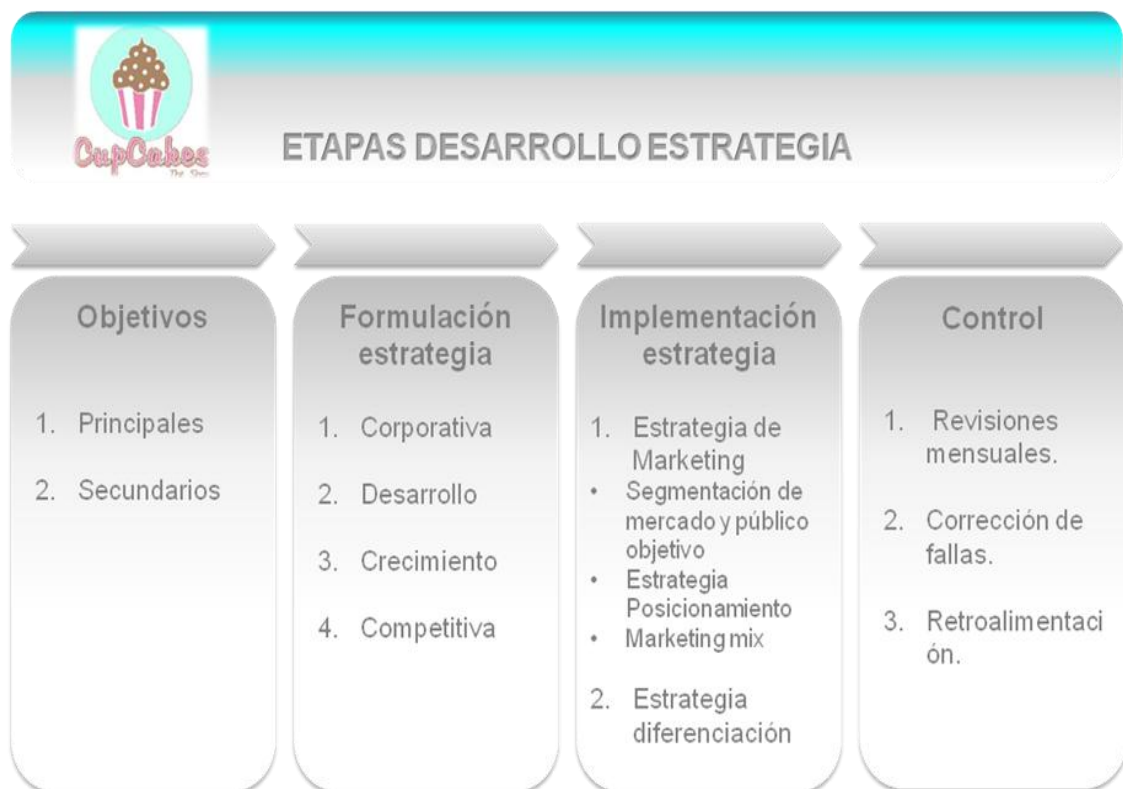 CupCakes
ETAPAS DESARROLLO ESTRATEGIA
Objetivos
1. Principales
2. Secundarios
Formulación
estrategia
1. Corporativa
2. Desarrollo
3. Crecimiento
4. Competitiva
Implementación
estrategia
1. Estrategia de
Marketing
• Segmentación de
mercado y público
objetivo
• Estrategia
Posicionamiento
• Marketing mix
2. Estrategia
diferenciación
Control
1. Revisiones
mensuales.
2. Corrección de
fallas.
3. Retroalimentaci
ón.